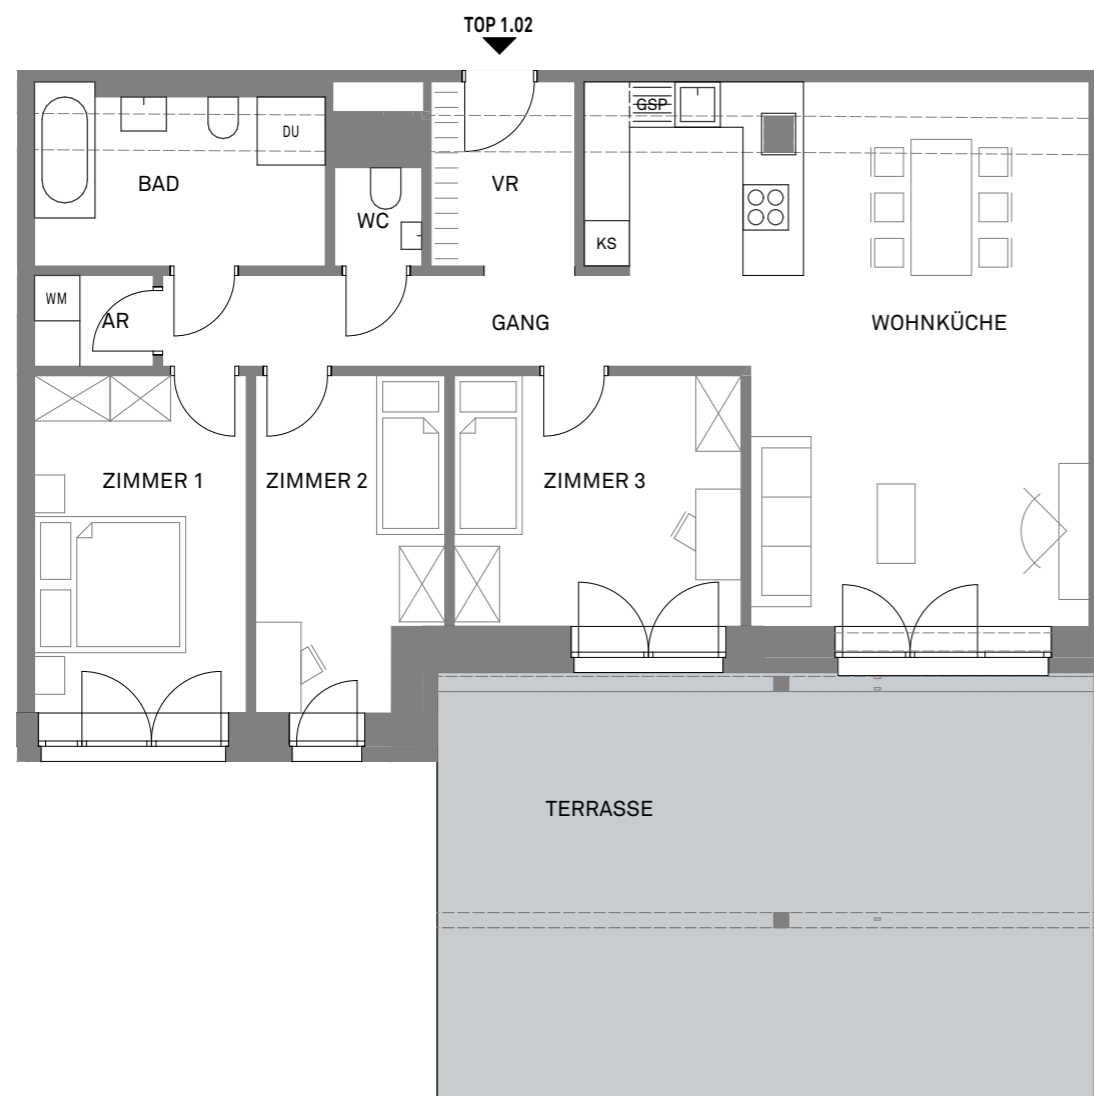 TOP 1.02
GSP
DU
BAD
VR
WC
KS
WM
AR
GANG
WOHNKÜCHE
ZIMMER 1
ZIMMER 2
ZIMMER 3
TERRASSE